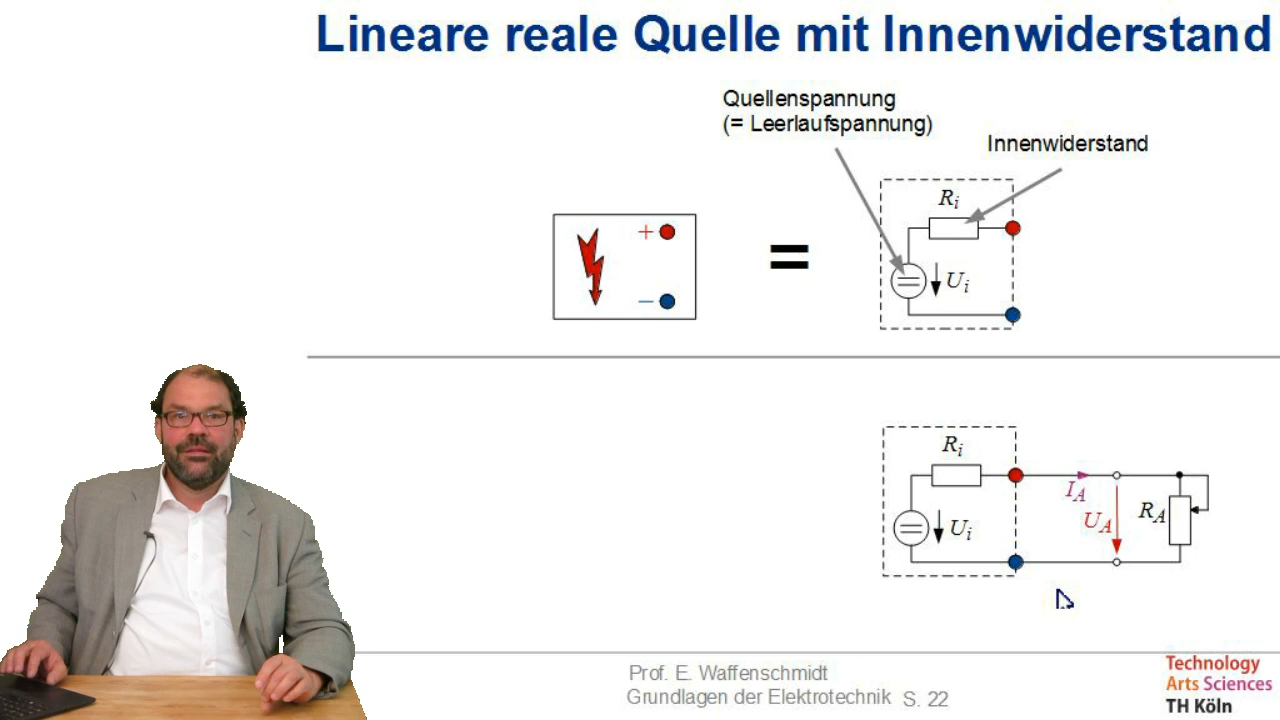 Lineare reale Quelle mit Innenwiderstand
Quellenspannung
(= Leerlaufspannung)
Innenwiderstand
+
−
=
R_i
U_i
R_i
U_i
I_A
U_A
R_A
Prof. E. Waffenschmidt
Grundlagen der Elektrotechnik S. 22
Technology
Arts Sciences
TH Köln